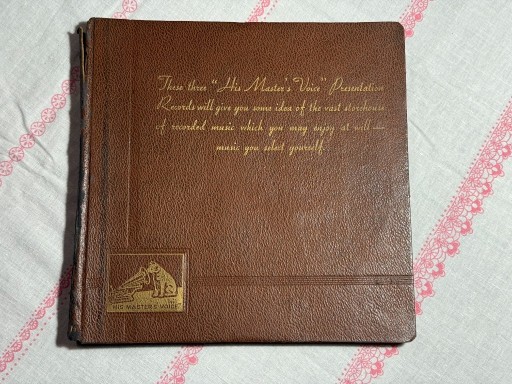 These three "His Master's Voice" Presentation
Records will give you some idea of the vast storehouse
of recorded music which you may enjoy at will —
music you select yourself.
"HIS MASTER'S VOICE"